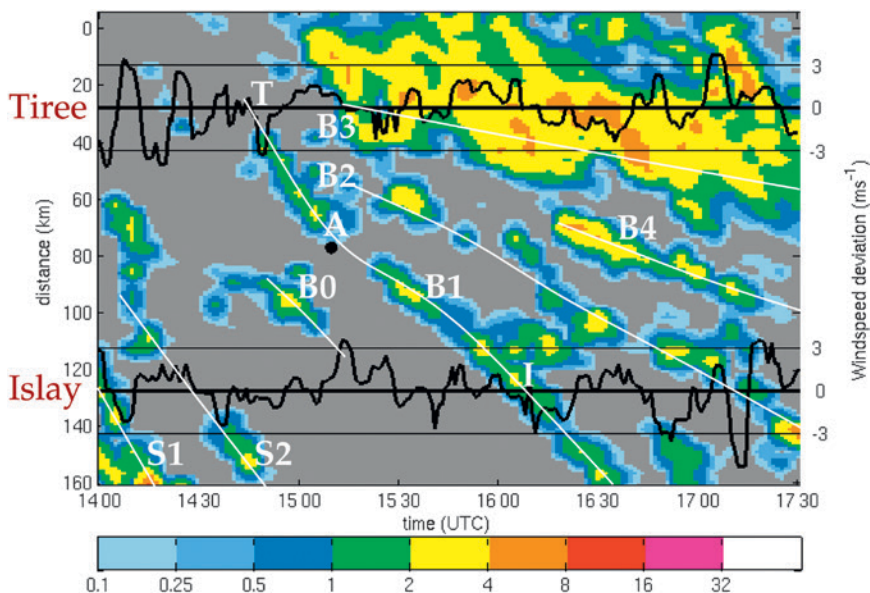 0
20
40
60
80
100
120
140
160
distance (km)
Tiree
Islay
T
B3
B2
A
B4
B0
B1
I
S1
S2
3
0
-3
3
0
-3
Windspeed deviation (ms⁻¹)
14 00 14 30 15 00 15 30 16 00 16 30 17 00 17 30
time (UTC)
0.1 0.25 0.5 1 2 4 8 16 32